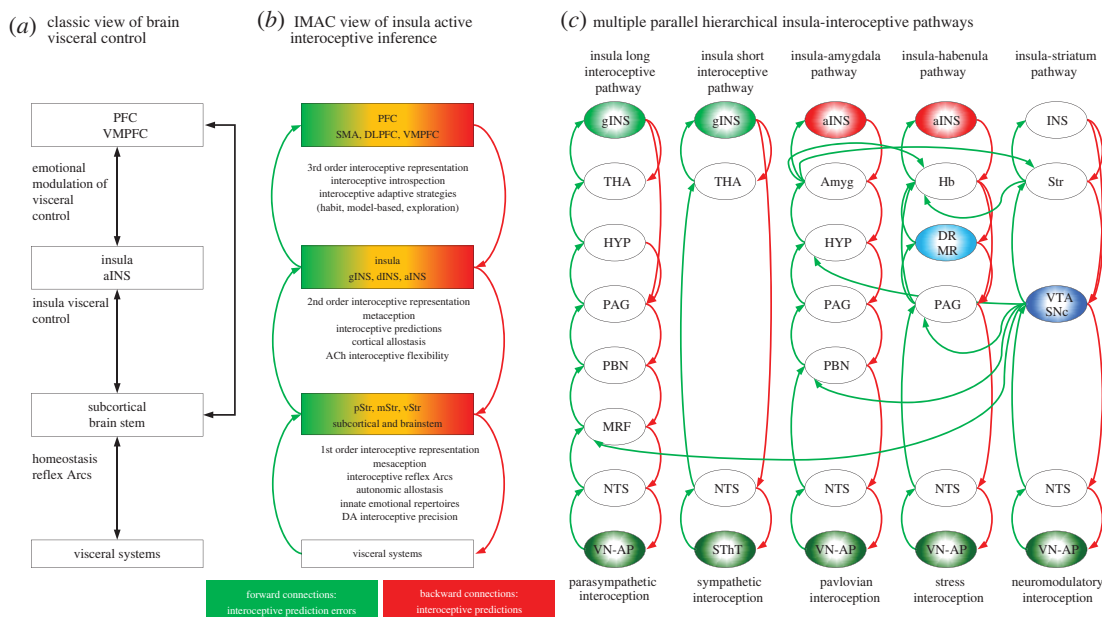 (a) classic view of brain
visceral control
PFC
VMPFC
emotional
modulation of
visceral
control
insula
aINS
insula visceral
control
subcortical
brain stem
homeostasis
reflex Arcs
visceral systems
(b) IMAC view of insula active
interoceptive inference
PFC
SMA, DLPFC, VMPFC
3rd order interoceptive representation
interoceptive introspection
interoceptive adaptive strategies
(habit, model-based, exploration)
insula
gINS, dINS, aINS
2nd order interoceptive representation
metaception
interoceptive predictions
cortical allostasis
ACh interoceptive flexibility
pStr, mStr, vStr
subcortical and brainstem
1st order interoceptive representation
mesaception
interoceptive reflex Arcs
autonomic allostasis
innate emotional repertoires
DA interoceptive precision
visceral systems
forward connections:
interoceptive prediction errors
backward connections:
interoceptive predictions
(c) multiple parallel hierarchical insula-interoceptive pathways
insula long
interoceptive
pathway
gINS
THA
HYP
PAG
PBN
MRF
NTS
VN-AP
parasympathetic
interoception
insula short
interoceptive
pathway
gINS
THA
NTS
SThT
sympathetic
interoception
insula-amygdala
pathway
aINS
Amyg
HYP
PAG
PBN
NTS
VN-AP
pavlovian
interoception
insula-habenula
pathway
aINS
Hb
DR
MR
PAG
NTS
VN-AP
stress
interoception
insula-striatum
pathway
INS
Str
VTA
SNc
NTS
VN-AP
neuromodulatory
interoception